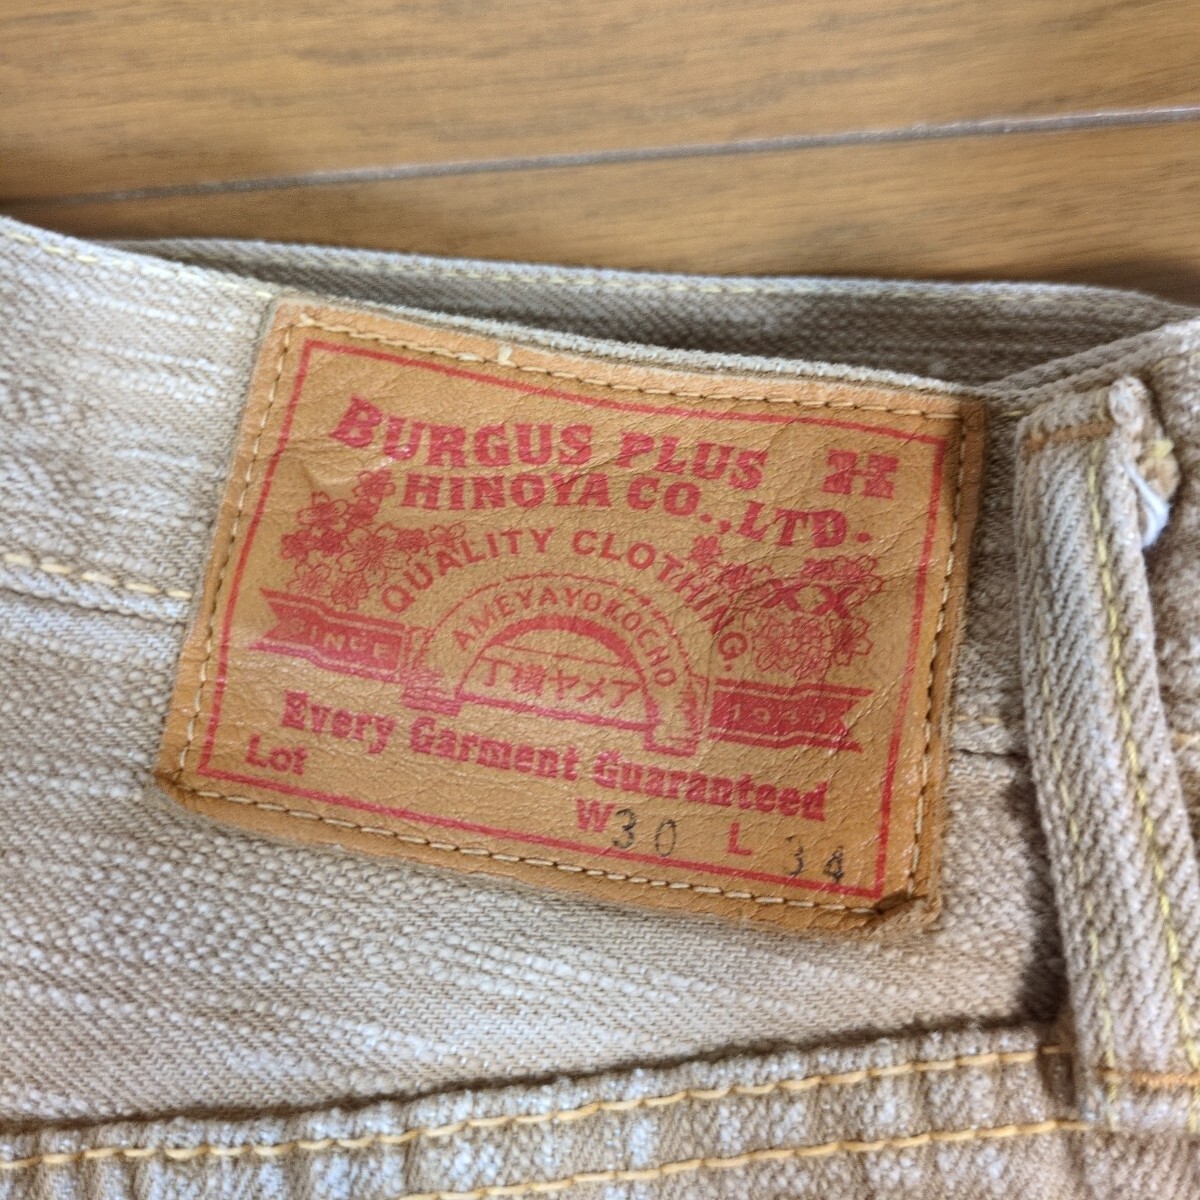 BURGUS PLUS H
HINOYA CO., LTD.
QUALITY CLOTHING.
AMEYAYOKOCHO
丁横ヤメア
XX
SINCE
Every Garment Guaranteed
Lot
W30 L 34